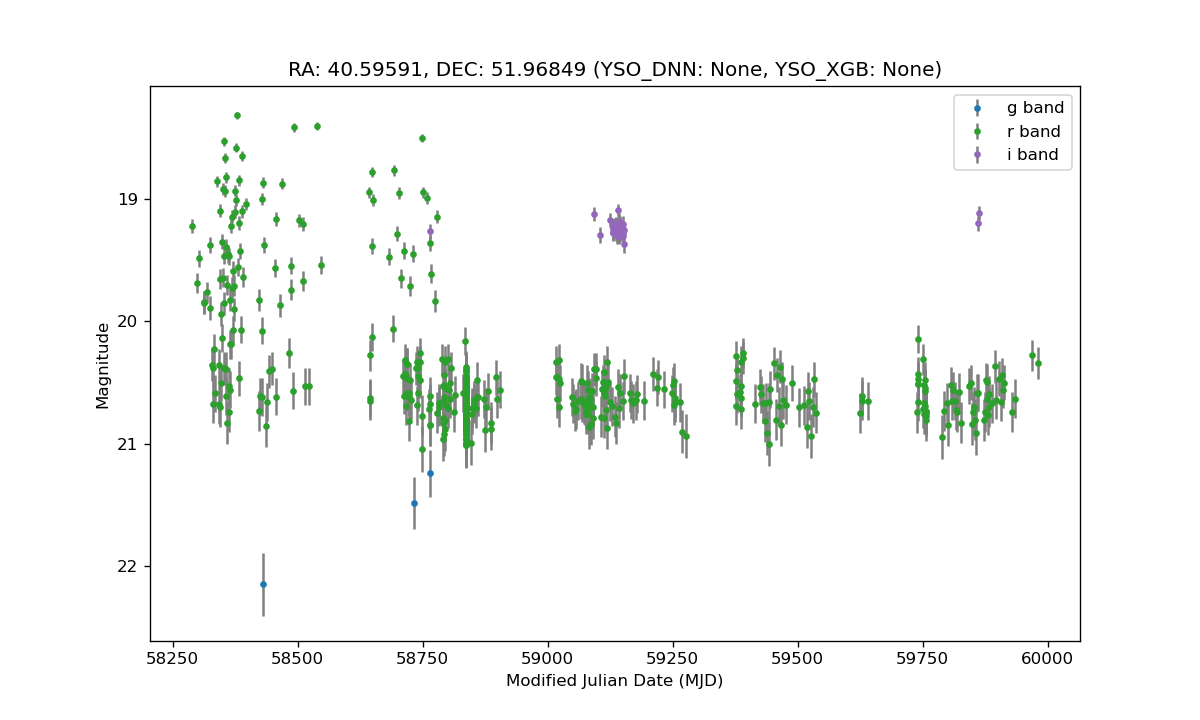 RA: 40.59591, DEC: 51.96849 (YSO_DNN: None, YSO_XGB: None)
g band
r band
i band
19
20
21
22
Magnitude
58250 58500 58750 59000 59250 59500 59750 60000
Modified Julian Date (MJD)